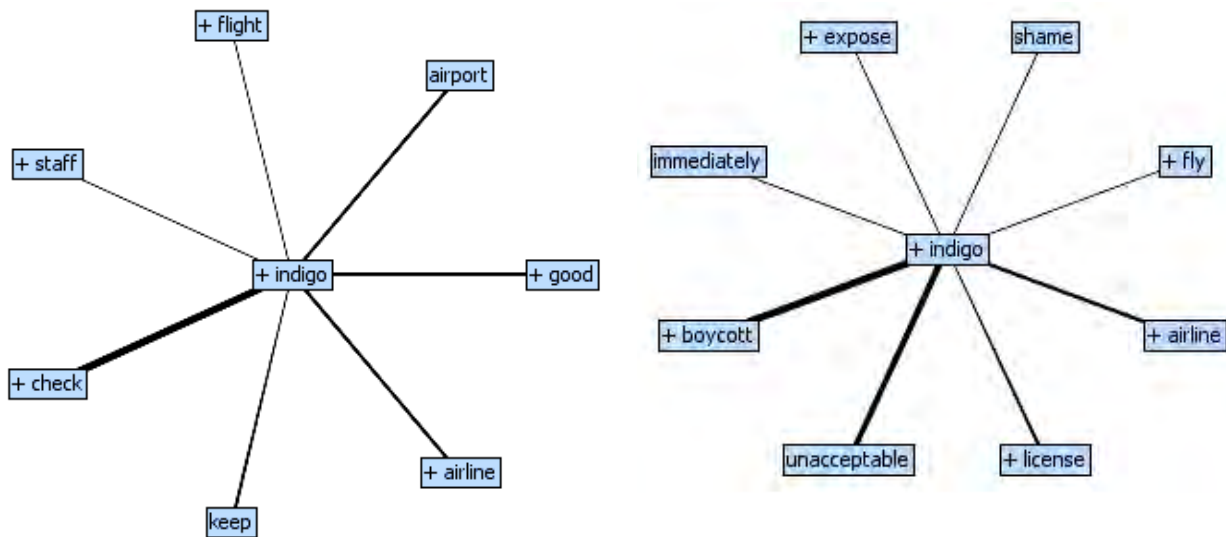 + flight
airport
+ staff
+ indigo
+ good
+ check
+ airline
keep
+ expose
shame
immediately
+ fly
+ indigo
+ boycott
+ airline
unacceptable
+ license